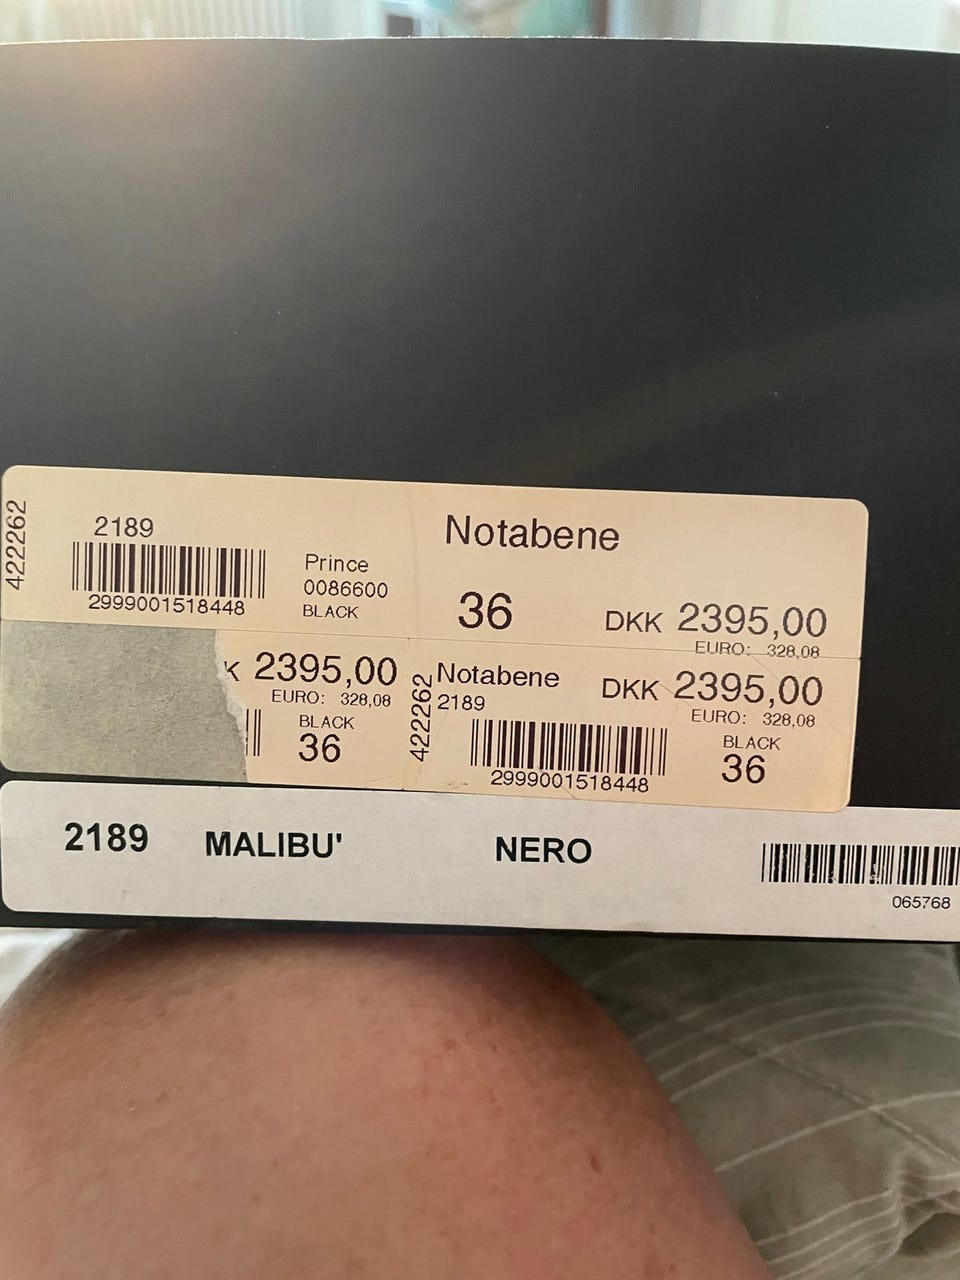 422262
2189
2999001518448
Prince
0086600
BLACK
Notabene
36
DKK 2395,00
EURO: 328,08
K 2395,00
EURO: 328,08
BLACK
36
422262
Notabene
2189
2999001518448
DKK 2395,00
EURO: 328,08
BLACK
36
2189 MALIBU' NERO
065768